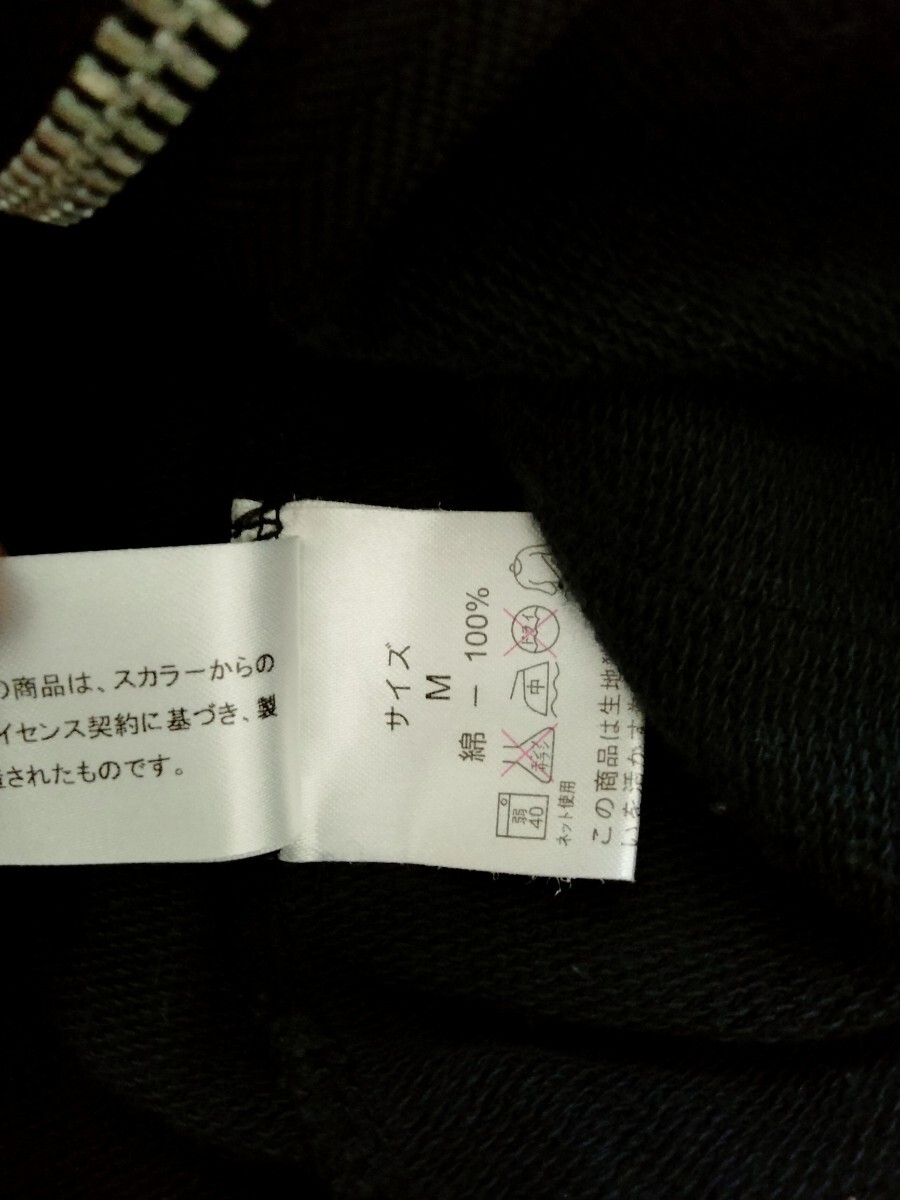 の商品は、スカラーからの
イセンス契約に基づき、製
されたものです。
サイズ
M
綿 － 100%
弱
40
中
ネット使用
この商品は生地